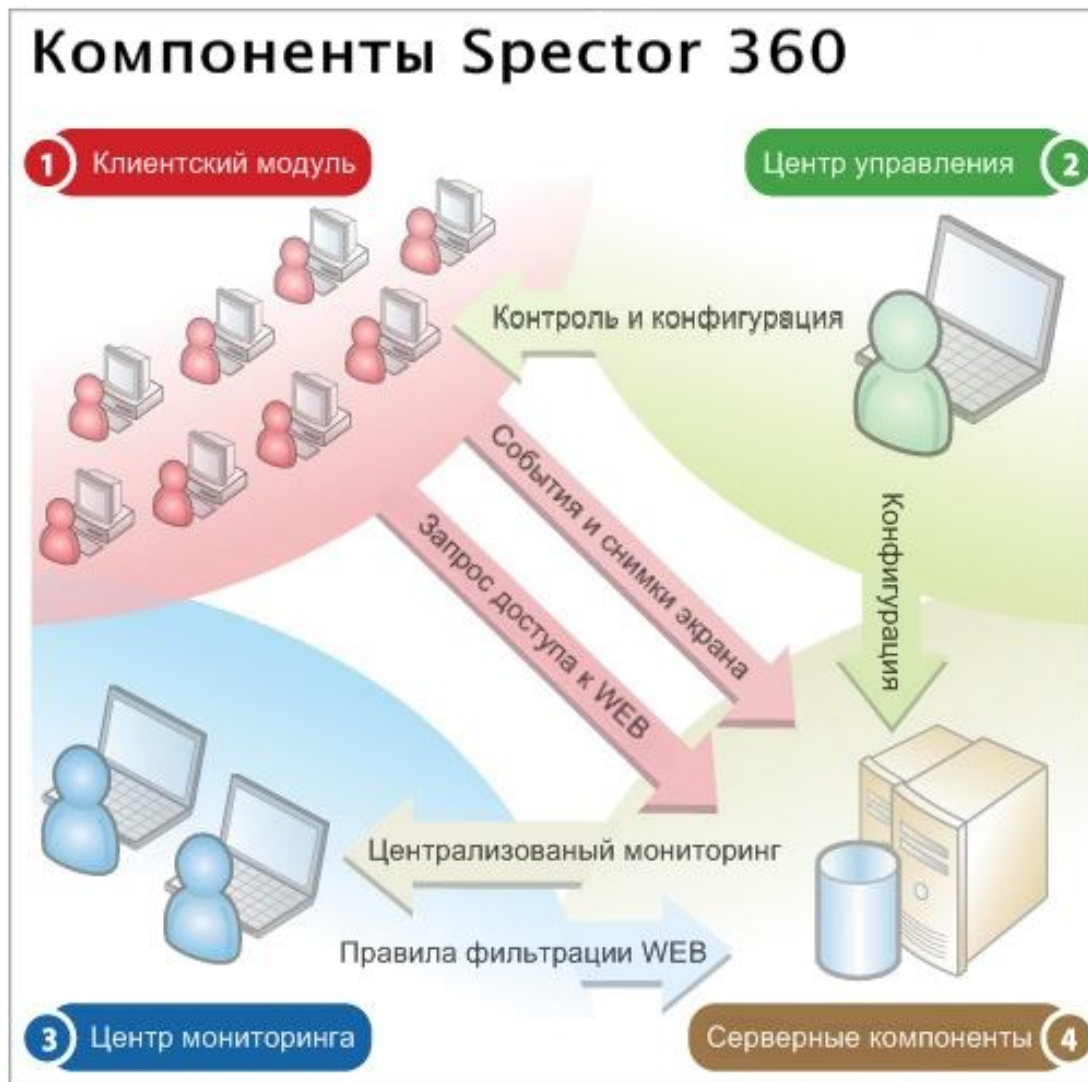 Компоненты Spector 360
1 Клиентский модуль
Центр управления 2
Контроль и конфигурация
События и снимки экрана
Запрос доступа к WEB
Конфигурация
Централизованый мониторинг
Правила фильтрации WEB
3 Центр мониторинга
Серверные компоненты 4